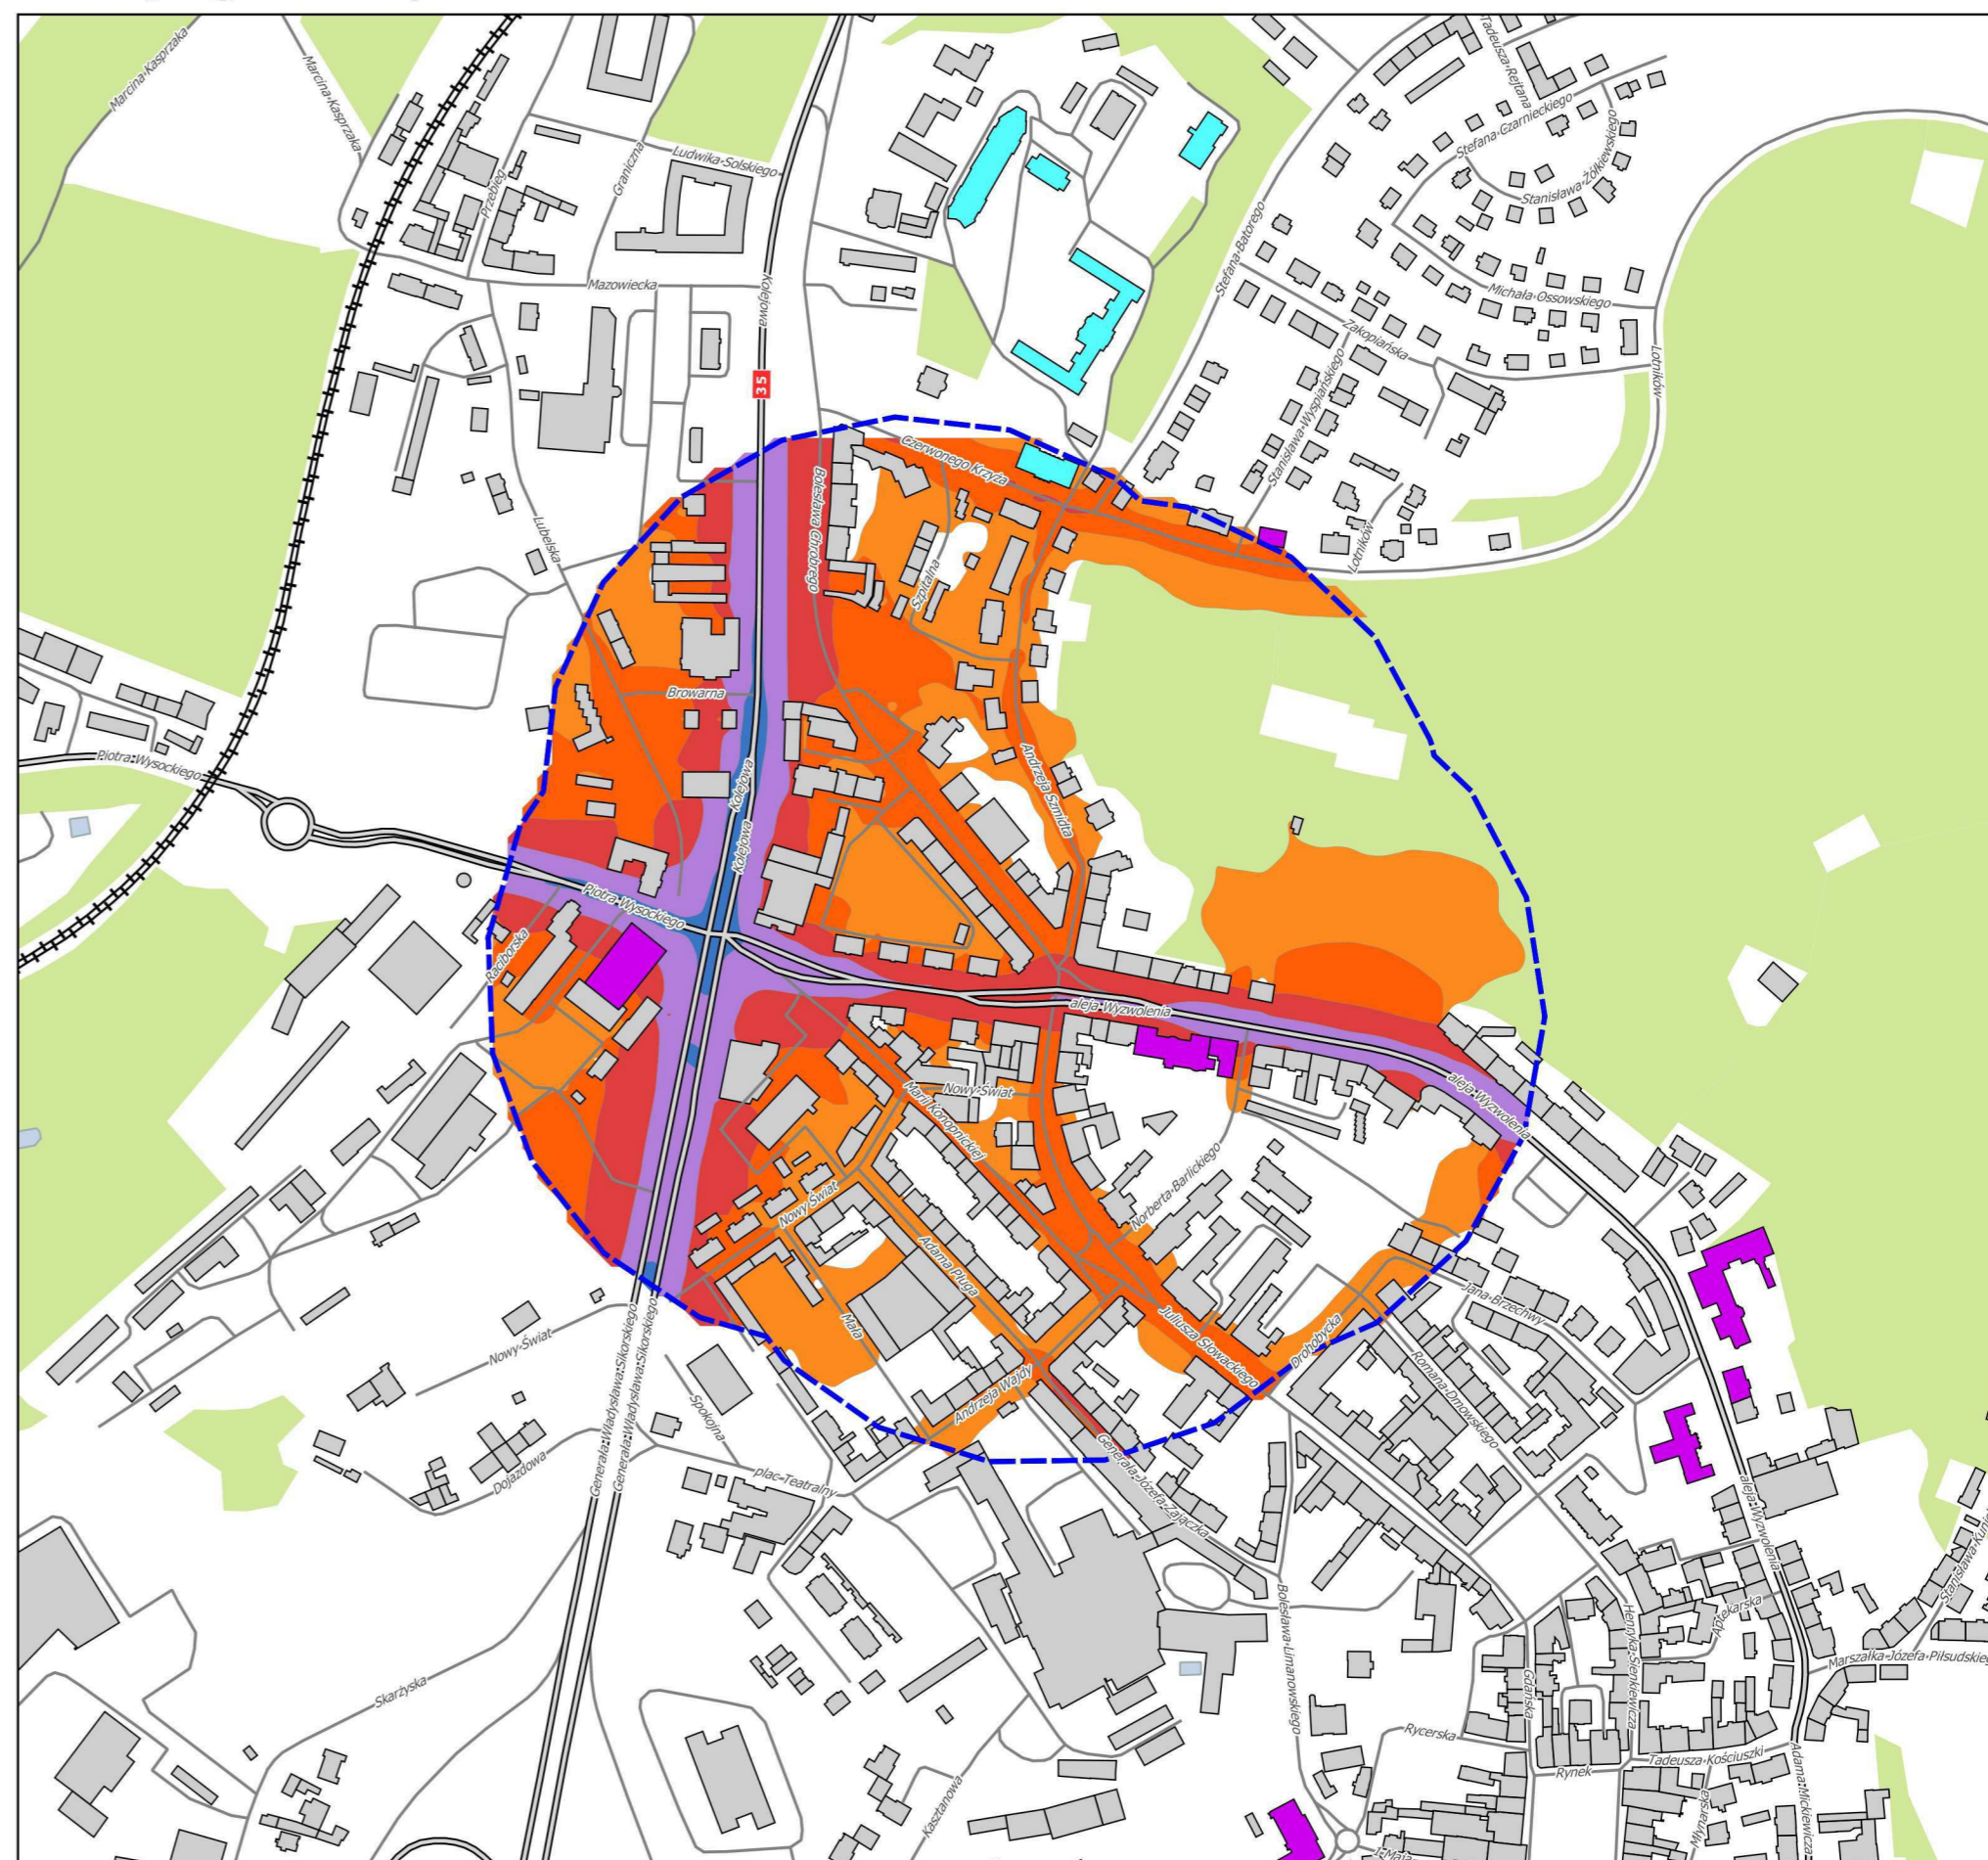 Marcina Kasprzaka
Marcina Kasprzaka
Przebieg
Graniczna
Ludwika Solskiego
Mazowiecka
Kolejowa
35
Tadeusza Rejtana
Stefana Czarnieckiego
Stanisława Żółkiewskiego
Stefana Batorego
Michała Ossowskiego
Zakopiańska
Stanisława Wyspiańskiego
Lotników
Lotników
Czerwonego Krzyża
Bolesława Chrobrego
Szpitalna
Lubelska
Browarna
Kolejowa
Kolejowa
Andrzeja Szmidta
Piotra Wysockiego
Piotra Wysockiego
Raciborska
aleja Wyzwolenia
aleja Wyzwolenia
Nowy Świat
Marii Konopnickiej
Norberta Barlickiego
Nowy Świat
Adama Pługa
Mała
Juliusza Słowackiego
Drohobycka
Jana Brzechwy
Romana Dmowskiego
Andrzeja Wajdy
Generała Józefa Zajączka
Nowy Świat
Generała Władysława Sikorskiego
Generała Władysława Sikorskiego
Spokojna
Dojazdowa
plac Teatralny
aleja Wyzwolenia
Aptekarska
Henryka Sienkiewicza
Bolesława Limanowskiego
Marszałka Józefa Piłsudskie
Skarżyska
Gdańska
Rycerska
Rynek
Tadeusza Kościuszki
Adama Mickiewicza
Młynarska
Kasztanowa
1 Maja